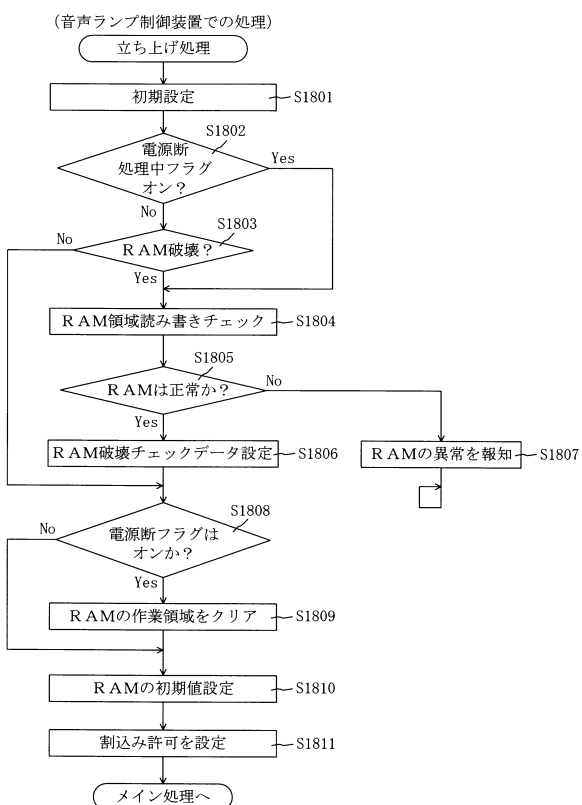 (音声ランプ制御装置での処理)
立ち上げ処理
初期設定
S1801
S1802
電源断
処理中フラグ
オン？
Yes
No
S1803
No
ＲＡＭ破壊？
Yes
ＲＡＭ領域読み書きチェック
S1804
S1805
ＲＡＭは正常か？
No
Yes
ＲＡＭ破壊チェックデータ設定
S1806
ＲＡＭの異常を報知
S1807
S1808
No
電源断フラグは
オンか？
Yes
ＲＡＭの作業領域をクリア
S1809
ＲＡＭの初期値設定
S1810
割込み許可を設定
S1811
メイン処理へ